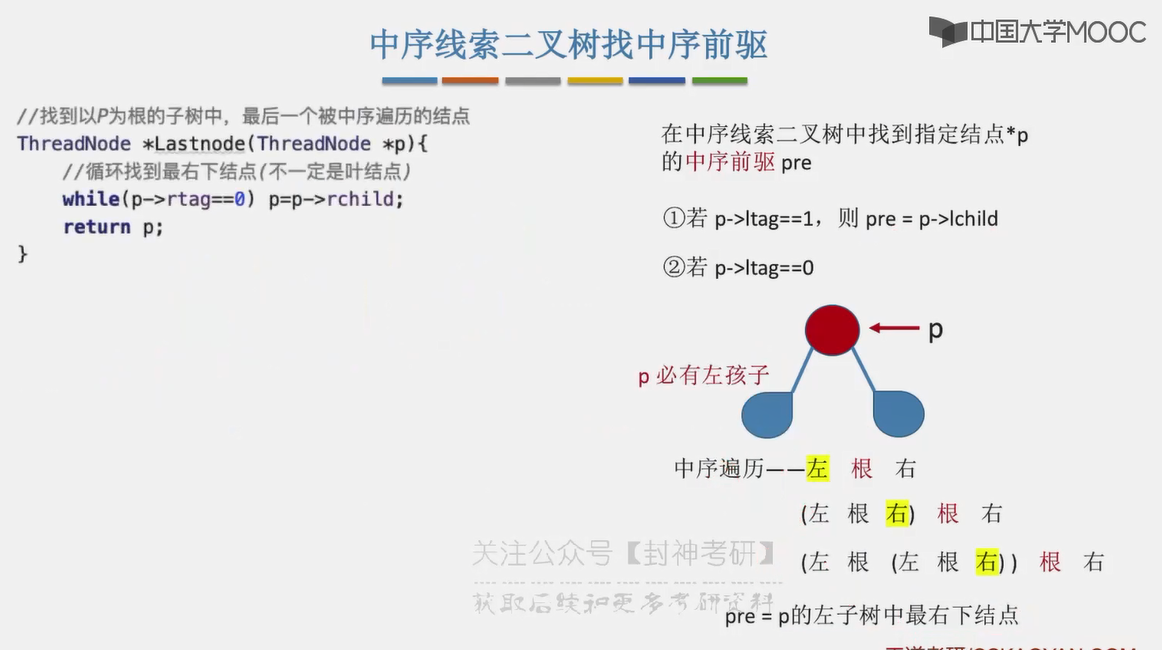 中序线索二叉树找中序前驱
中国大学MOOC
//找到以P为根的子树中，最后一个被中序遍历的结点
ThreadNode *Lastnode(ThreadNode *p){
//循环找到最右下结点(不一定是叶结点)
while(p->rtag==0) p=p->rchild;
return p;
}
在中序线索二叉树中找到指定结点*p
的中序前驱 pre
①若 p->ltag==1，则 pre = p->lchild
②若 p->ltag==0
p
p 必有左孩子
中序遍历——左 根 右
(左 根 右) 根 右
(左 根 (左 根 右)) 根 右
pre = p的左子树中最右下结点
关注公众号【封神考研】
获取后续和更多考研资料